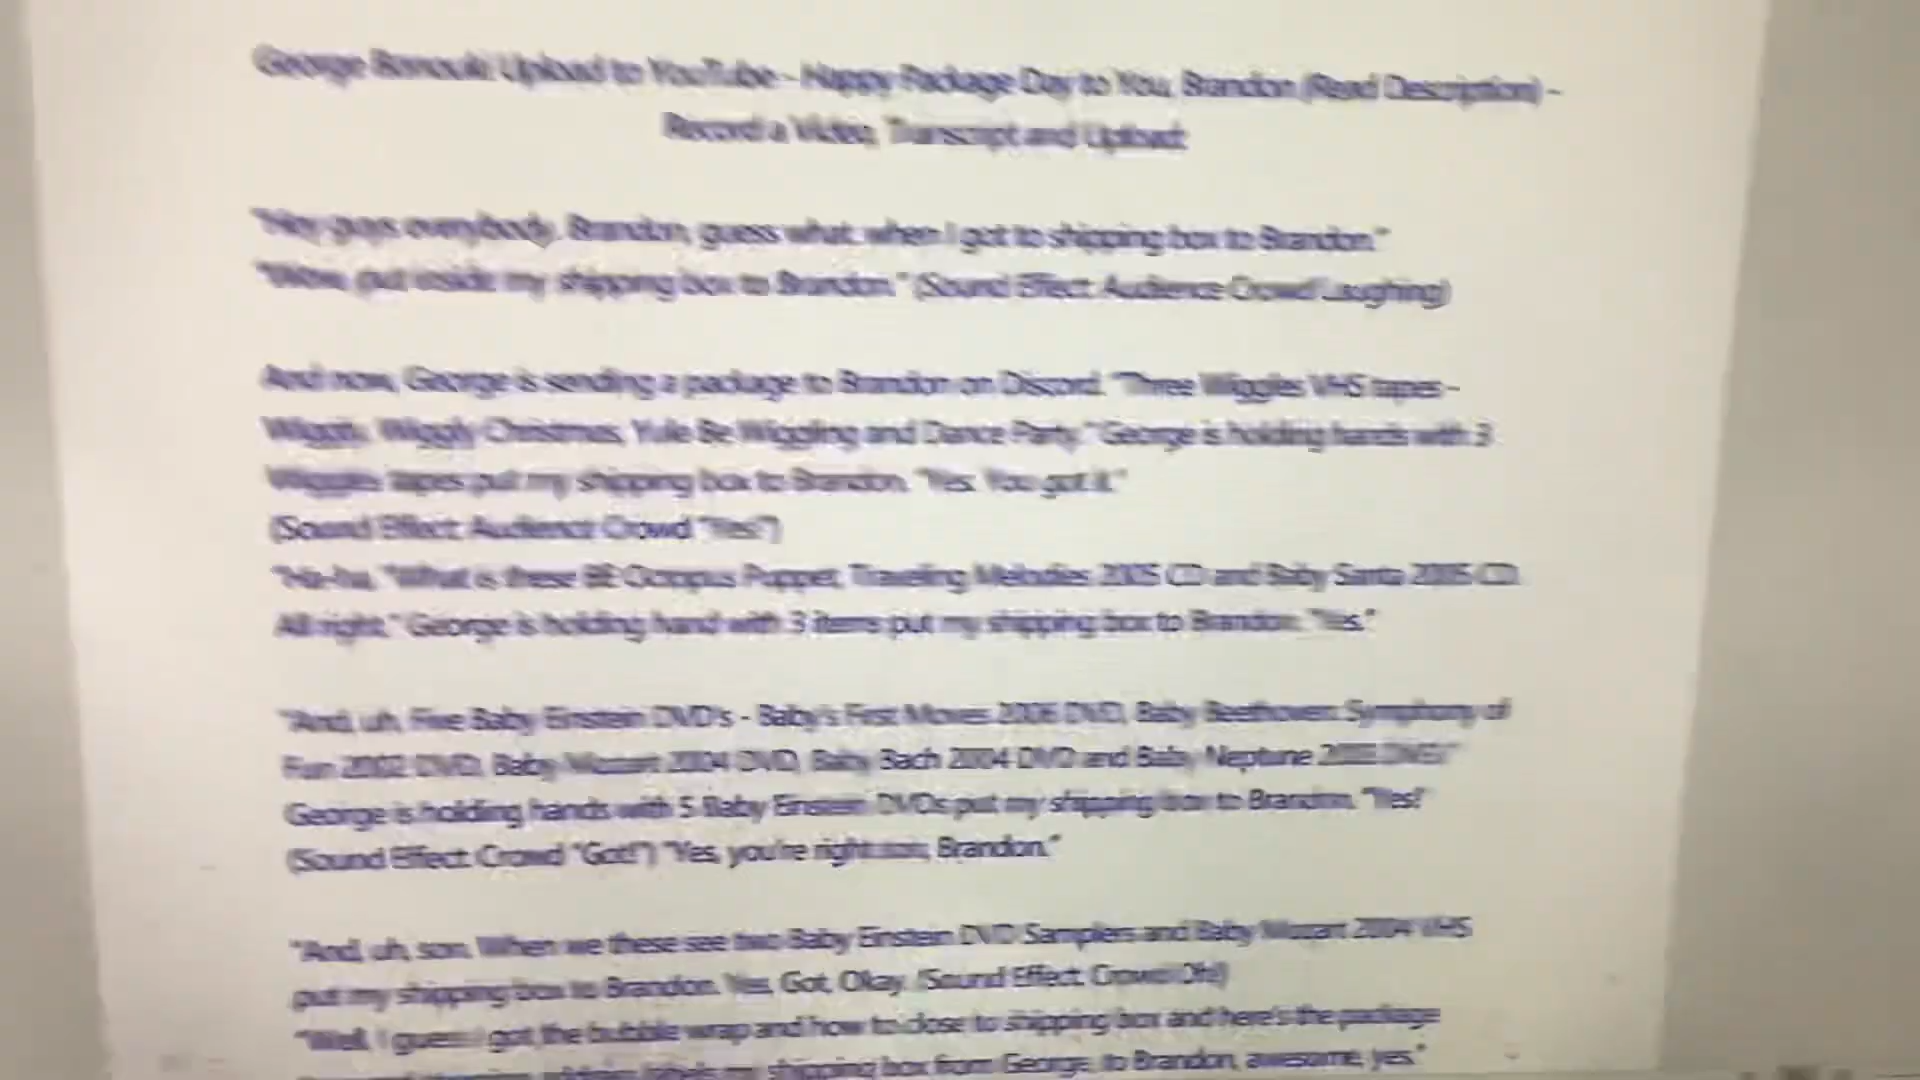 George Upload to YouTube - Happy Package Day to You, Brandon (Read Description) -
Record a Video, Transcript and Upload:
"Hey guys everybody. Brandon, guess what when I got to shipping box to Brandon."
"Wow, put inside my shipping box to Brandon." (Sound Effect: Audience Crowd Laughing)
And now, George is sending a package to Brandon on Discord. "Three Wiggles VHS tapes -
Wiggly, Wiggly Christmas, Yule Be Wiggling and Dance Party." George is holding hands with 3
Wiggles tapes put my shipping box to Brandon. "Yes. You got it."
(Sound Effect: Audience Crowd "Yes!")
"Ha-ha. "What is these BE Octopus Puppet, Traveling Melodies 2005 CD and Baby Santa 2005 CD.
All right." George is holding hand with 3 items put my shipping box to Brandon. "Yes."
"And, uh, Five Baby Einstein DVD's - Baby's First Moves 2006 DVD, Baby Beethoven: Symphony of
Fun 2002 DVD, Baby Mozart 2004 DVD, Baby Bach 2004 DVD and Baby Neptune DVD."
George is holding hands with 5 Baby Einstein DVDs put my shipping box to Brandon. "Yes!"
(Sound Effect: Crowd "Got!") "Yes, you're right son, Brandon."
"And, uh, son. When we these see two Baby Einstein DVD Samplers and Baby Mozart 2004 VHS
put my shipping box to Brandon. Yes, Got, Okay. (Sound Effect: Crowd Oh!)
"Well, I guess I got the bubble wrap and how to close to shipping box and here's the package
my shipping box from George, to Brandon, awesome, yes."